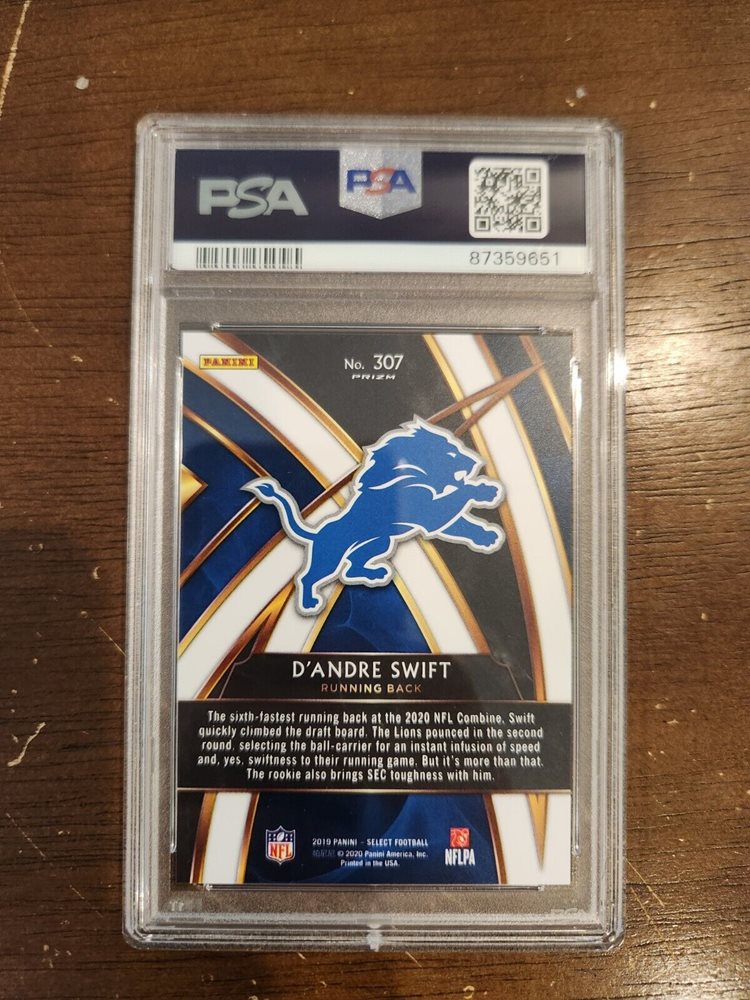 PSA
PSA
87359651
PANINI
No. 307
PRIZM
D'ANDRE SWIFT
RUNNING BACK
The sixth-fastest running back at the 2020 NFL Combine, Swift
quickly climbed the draft board. The Lions pounced in the second
round, selecting the ball-carrier for an instant infusion of speed
and, yes, swiftness to their running game. But it's more than that.
The rookie also brings SEC toughness with him.
NFL
2019 PANINI - SELECT FOOTBALL
© 2020 Panini America, Inc.
Printed in the USA.
NFLPA
PSA